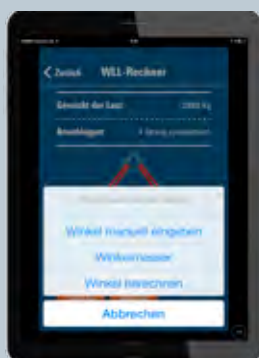 Zurück WLL-Rechner
Gewicht der Last 2000 kg
Anschlagart
Winkel manuell eingeben
Winkelmesser
Winkel berechnen
Abbrechen